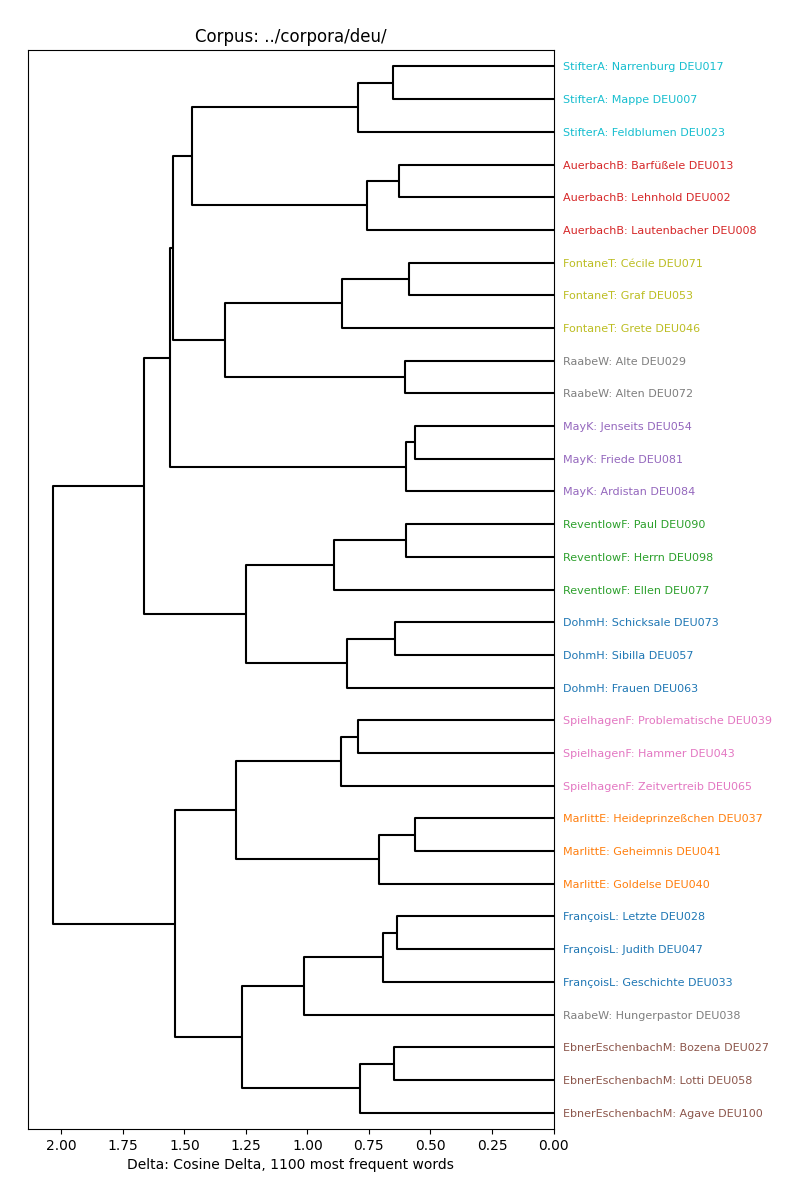 Corpus: ../corpora/deu/
StifterA: Narrenburg DEU017
StifterA: Mappe DEU007
StifterA: Feldblumen DEU023
AuerbachB: Barfüßele DEU013
AuerbachB: Lehnhold DEU002
AuerbachB: Lautenbacher DEU008
FontaneT: Cécile DEU071
FontaneT: Graf DEU053
FontaneT: Grete DEU046
RaabeW: Alte DEU029
RaabeW: Alten DEU072
MayK: Jenseits DEU054
MayK: Friede DEU081
MayK: Ardistan DEU084
ReventlowF: Paul DEU090
ReventlowF: Herrn DEU098
ReventlowF: Ellen DEU077
DohmH: Schicksale DEU073
DohmH: Sibilla DEU057
DohmH: Frauen DEU063
SpielhagenF: Problematische DEU039
SpielhagenF: Hammer DEU043
SpielhagenF: Zeitvertreib DEU065
MarlittE: Heideprinzeßchen DEU037
MarlittE: Geheimnis DEU041
MarlittE: Goldelse DEU040
FrançoisL: Letzte DEU028
FrançoisL: Judith DEU047
FrançoisL: Geschichte DEU033
RaabeW: Hungerpastor DEU038
EbnerEschenbachM: Bozena DEU027
EbnerEschenbachM: Lotti DEU058
EbnerEschenbachM: Agave DEU100
2.00 1.75 1.50 1.25 1.00 0.75 0.50 0.25 0.00
Delta: Cosine Delta, 1100 most frequent words